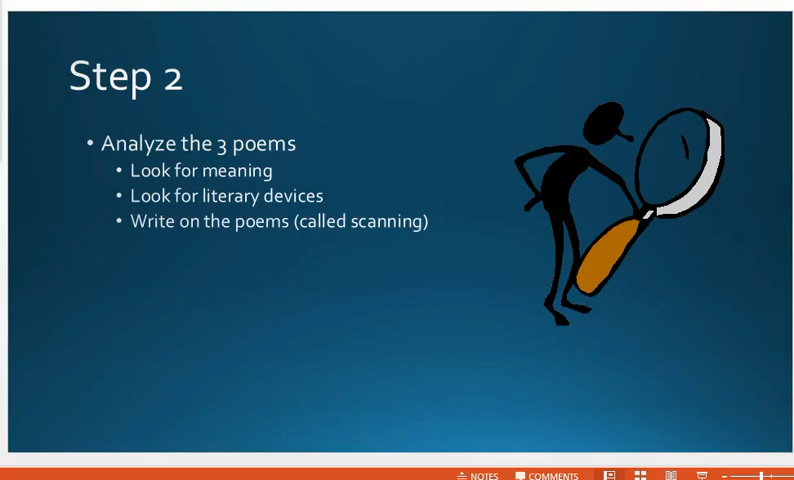 Step 2
• Analyze the 3 poems
• Look for meaning
• Look for literary devices
• Write on the poems (called scanning)
NOTES COMMENTS